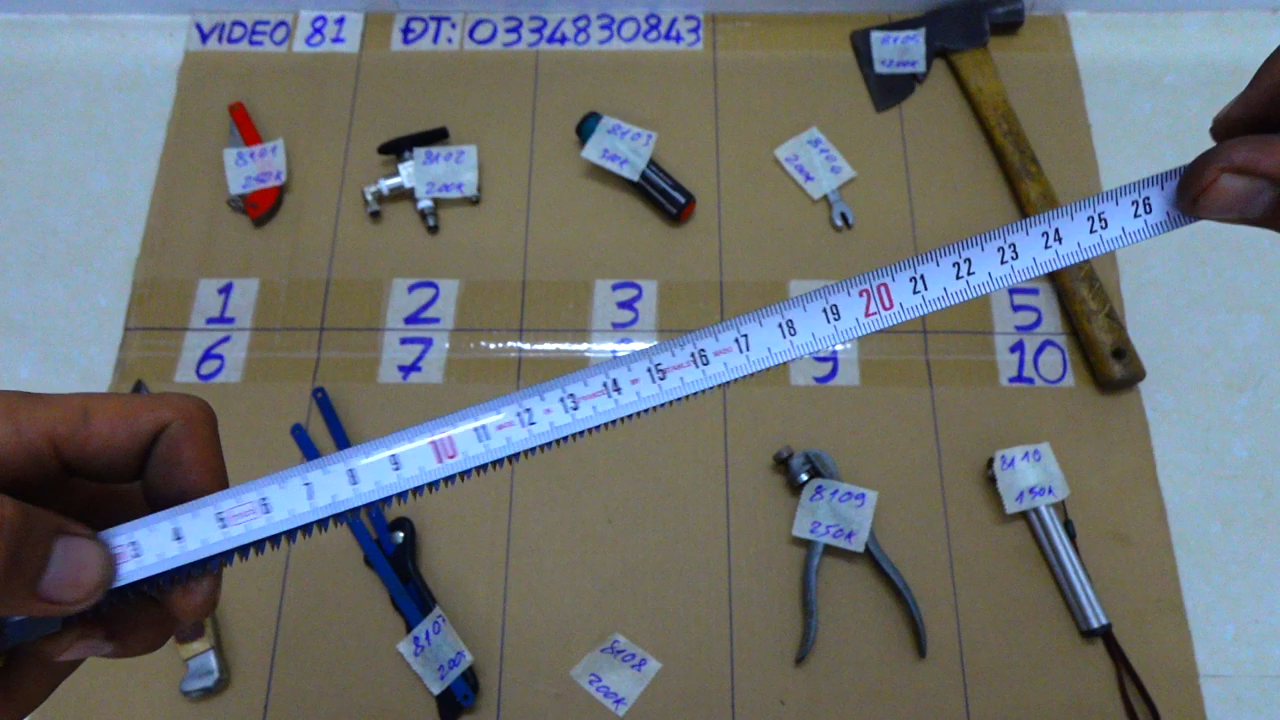 VIDEO 81 ĐT: 0334830843
8101
250K
8102
200K
8103
8105
1200K
200K
1 2 3 5
6 7 9 10
3 4 5 6 7 8 9 10 11 12 13 14 15 16 17 18 19 20 21 22 23 24 25 26
8107
200K
8108
200K
8109
250K
8110
150K